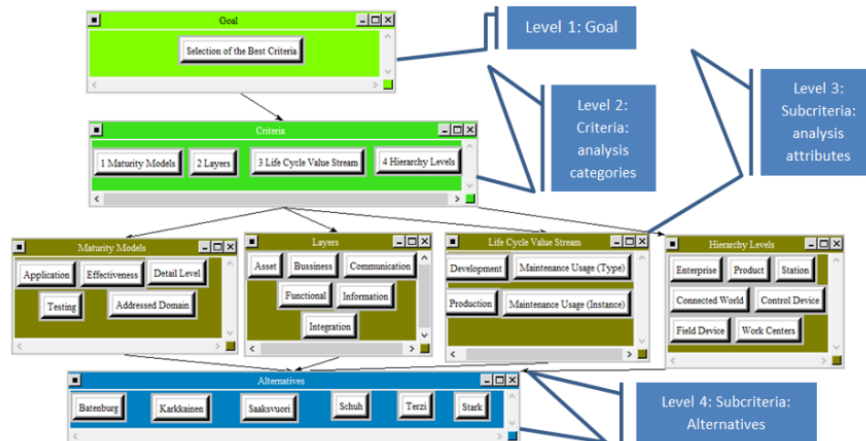 Goal
Selection of the Best Criteria
Level 1: Goal
Criteria
1 Maturity Models
2 Layers
3 Life Cycle Value Stream
4 Hierarchy Levels
Level 2:
Criteria:
analysis
categories
Level 3:
Subcriteria:
analysis
attributes
Maturity Models
Application
Effectiveness
Detail Level
Testing
Addressed Domain
Layers
Asset
Bussiness
Communication
Functional
Information
Integration
Life Cycle Value Stream
Development
Maintenance Usage (Type)
Production
Maintenance Usage (Instance)
Hierarchy Levels
Enterprise
Product
Station
Connected World
Control Device
Field Device
Work Centers
Alternatives
Batenburg
Karkkainen
Saaksvuori
Schuh
Terzi
Stark
Level 4: Subcriteria:
Alternatives